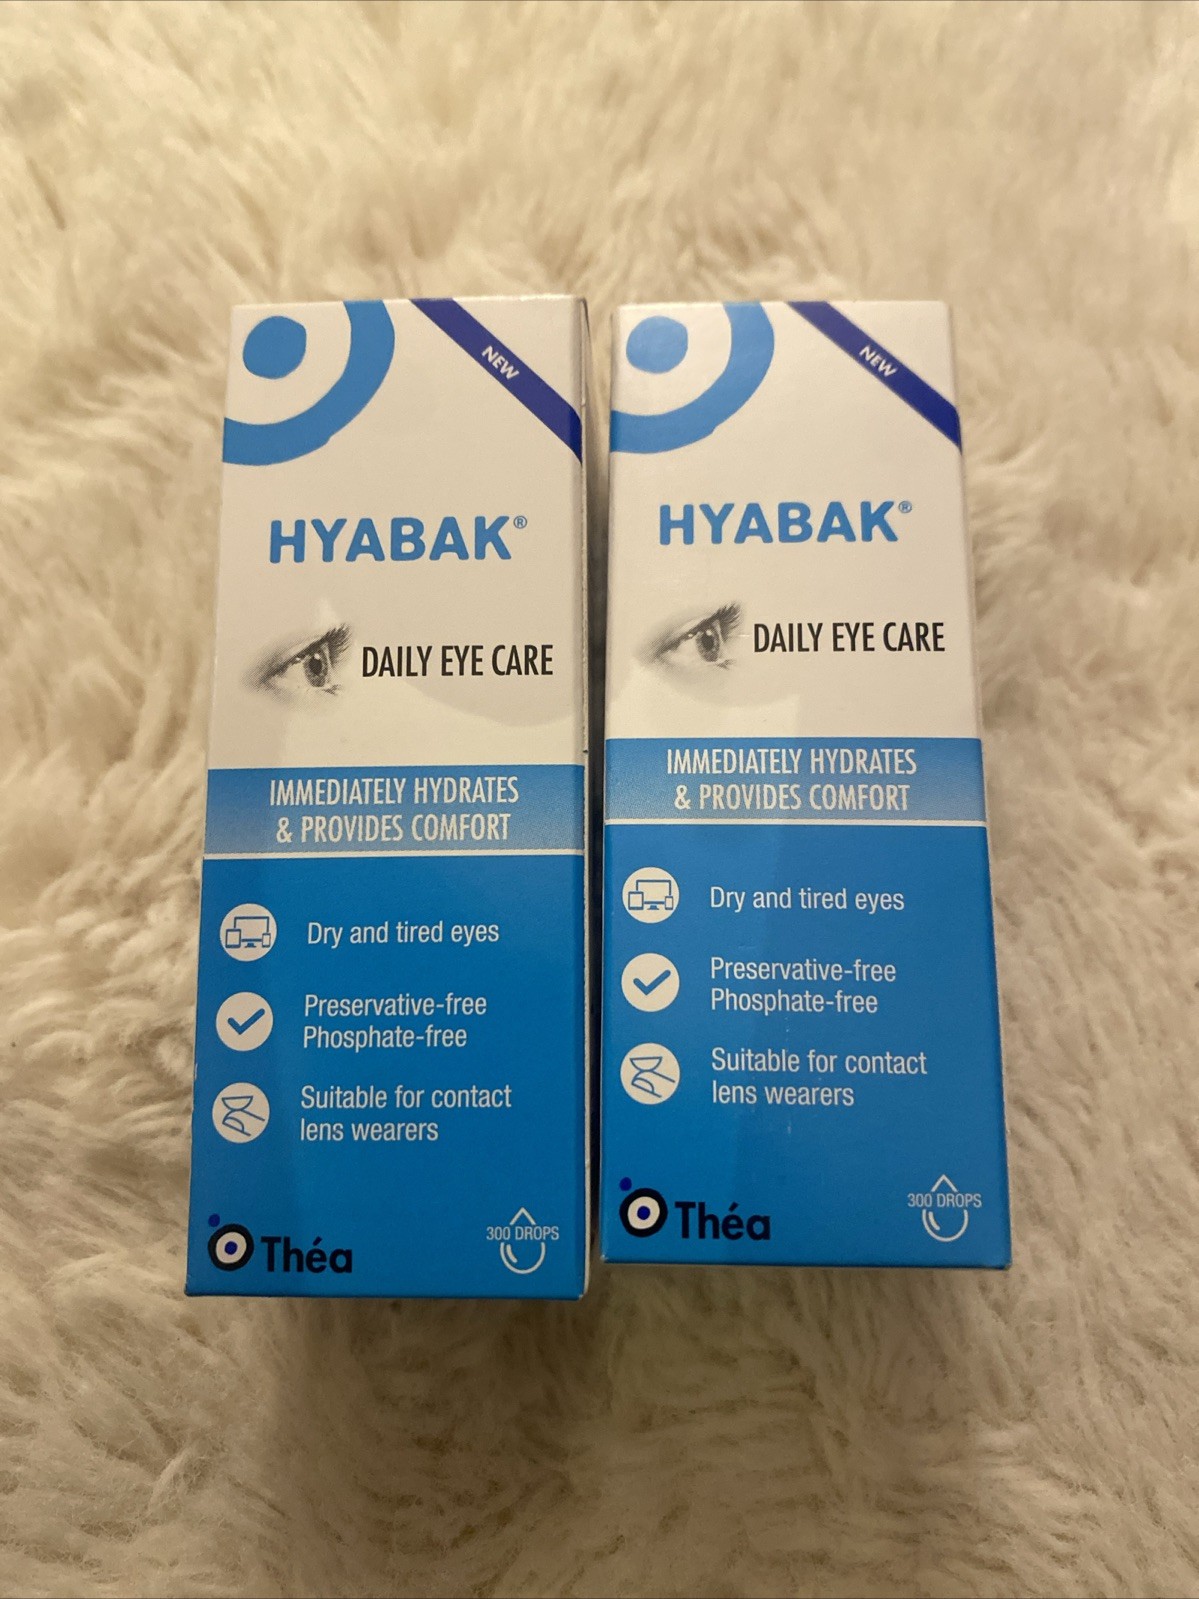 NEW
HYABAK®
DAILY EYE CARE
IMMEDIATELY HYDRATES
& PROVIDES COMFORT
Dry and tired eyes
Preservative-free
Phosphate-free
Suitable for contact
lens wearers
Théa
300 DROPS
NEW
HYABAK®
DAILY EYE CARE
IMMEDIATELY HYDRATES
& PROVIDES COMFORT
Dry and tired eyes
Preservative-free
Phosphate-free
Suitable for contact
lens wearers
Théa
300 DROPS